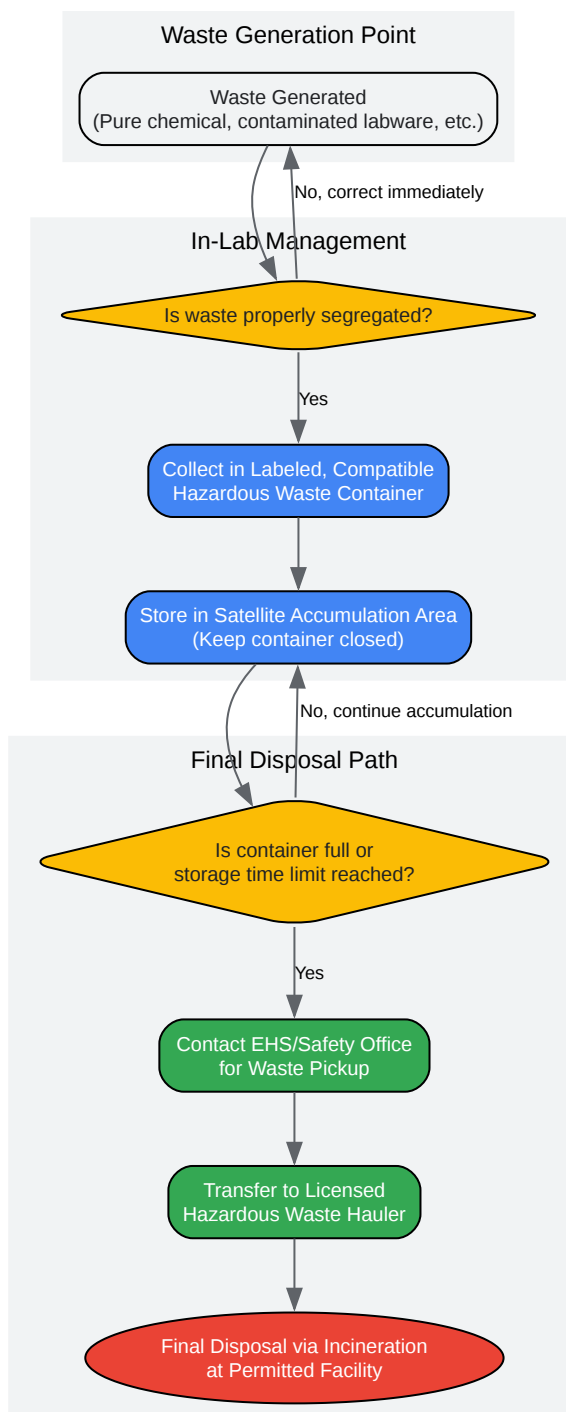 Waste Generation Point
Waste Generated
(Pure chemical, contaminated labware, etc.)
No, correct immediately
In-Lab Management
Is waste properly segregated?
Yes
Collect in Labeled, Compatible
Hazardous Waste Container
Store in Satellite Accumulation Area
(Keep container closed)
No, continue accumulation
Final Disposal Path
Is container full or
storage time limit reached?
Yes
Contact EHS/Safety Office
for Waste Pickup
Transfer to Licensed
Hazardous Waste Hauler
Final Disposal via Incineration
at Permitted Facility